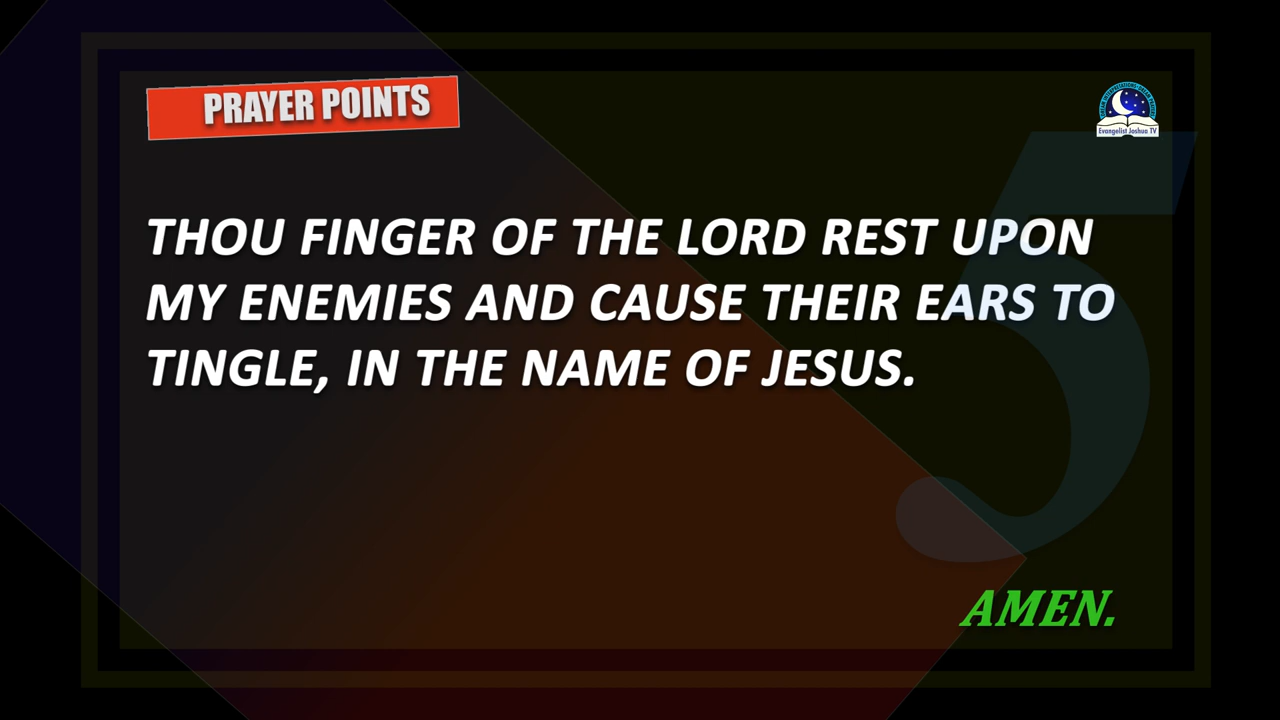 PRAYER POINTS
Evangelist Joshua TV
THOU FINGER OF THE LORD REST UPON
MY ENEMIES AND CAUSE THEIR EARS TO
TINGLE, IN THE NAME OF JESUS.
5
AMEN.